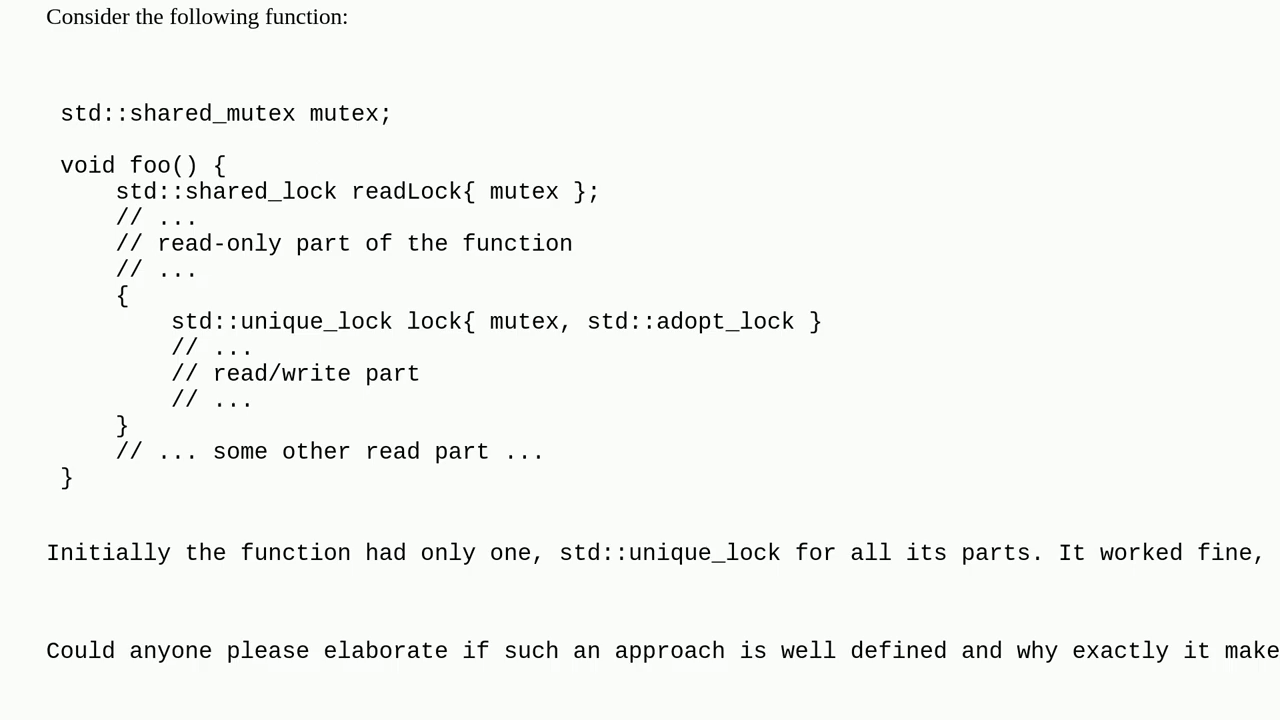 Consider the following function:
std::shared_mutex mutex;
void foo() {
std::shared_lock readLock{ mutex };
// ...
// read-only part of the function
// ...
{
std::unique_lock lock{ mutex, std::adopt_lock }
// ...
// read/write part
// ...
}
// ... some other read part ...
}
Initially the function had only one, std::unique_lock for all its parts. It worked fine,
Could anyone please elaborate if such an approach is well defined and why exactly it make